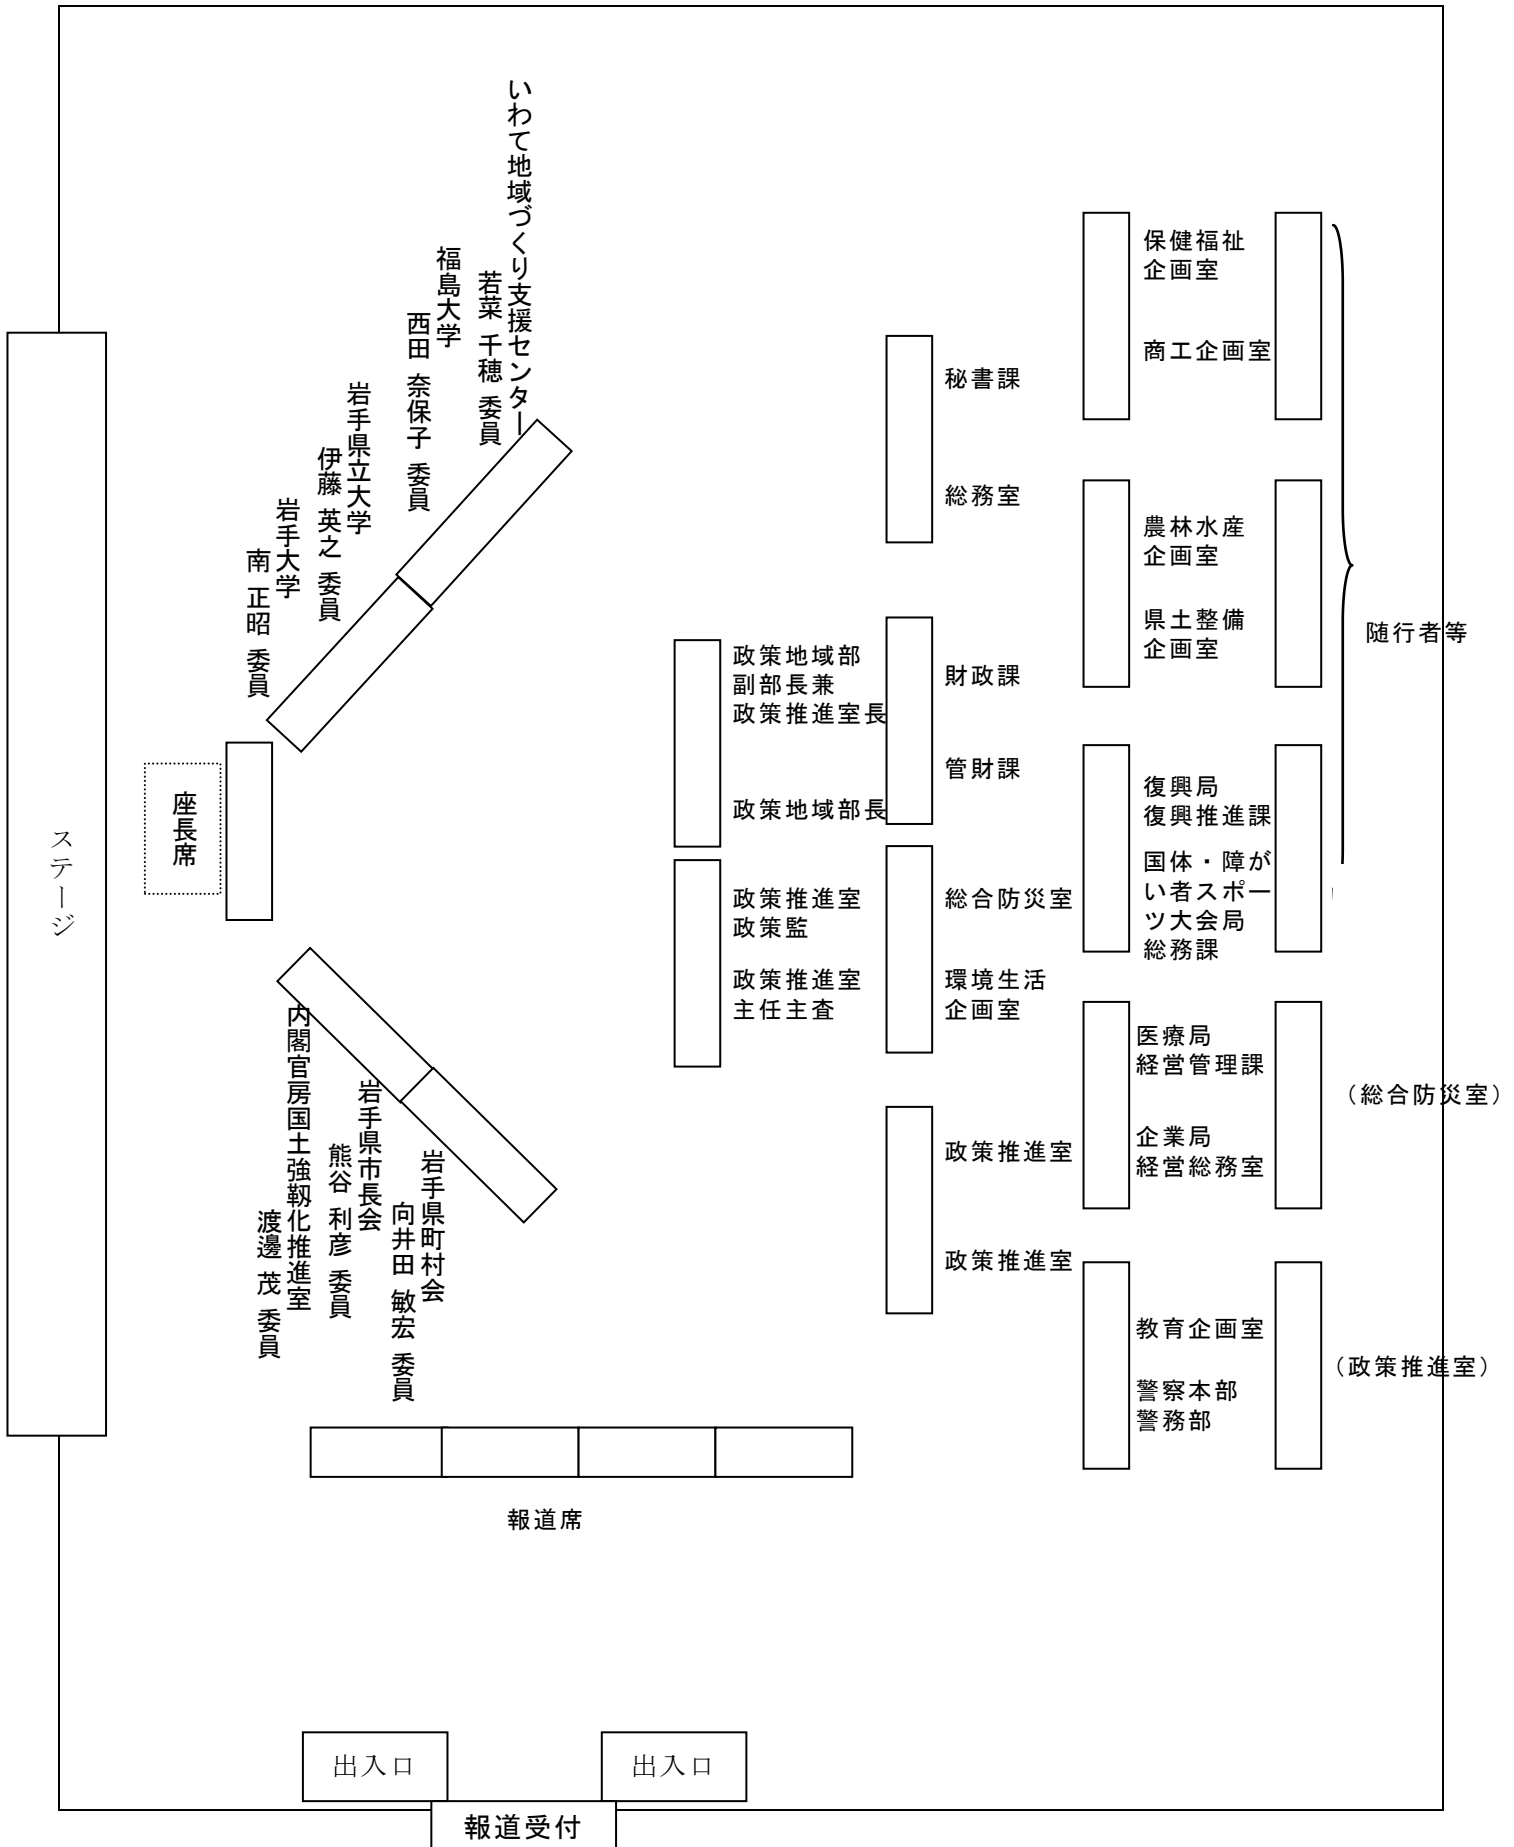 ステージ
座長席
いわて地域づくり支援センター
若菜 千穂 委員
福島大学
西田 奈保子 委員
岩手県立大学
伊藤 英之 委員
岩手大学
南 正昭 委員
内閣官房国土強靱化推進室
渡邊 茂 委員
岩手県市長会
熊谷 利彦 委員
岩手県町村会
向井田 敏宏 委員
政策地域部
副部長兼
政策推進室長
政策地域部長
政策推進室
政策監
政策推進室
主任主査
秘書課
総務室
財政課
管財課
総合防災室
環境生活
企画室
政策推進室
政策推進室
保健福祉
企画室
商工企画室
農林水産
企画室
県土整備
企画室
復興局
復興推進課
国体・障が
い者スポー
ツ大会局
総務課
医療局
経営管理課
企業局
経営総務室
教育企画室
警察本部
警務部
随行者等
（総合防災室）
（政策推進室）
報道席
出入口
出入口
報道受付